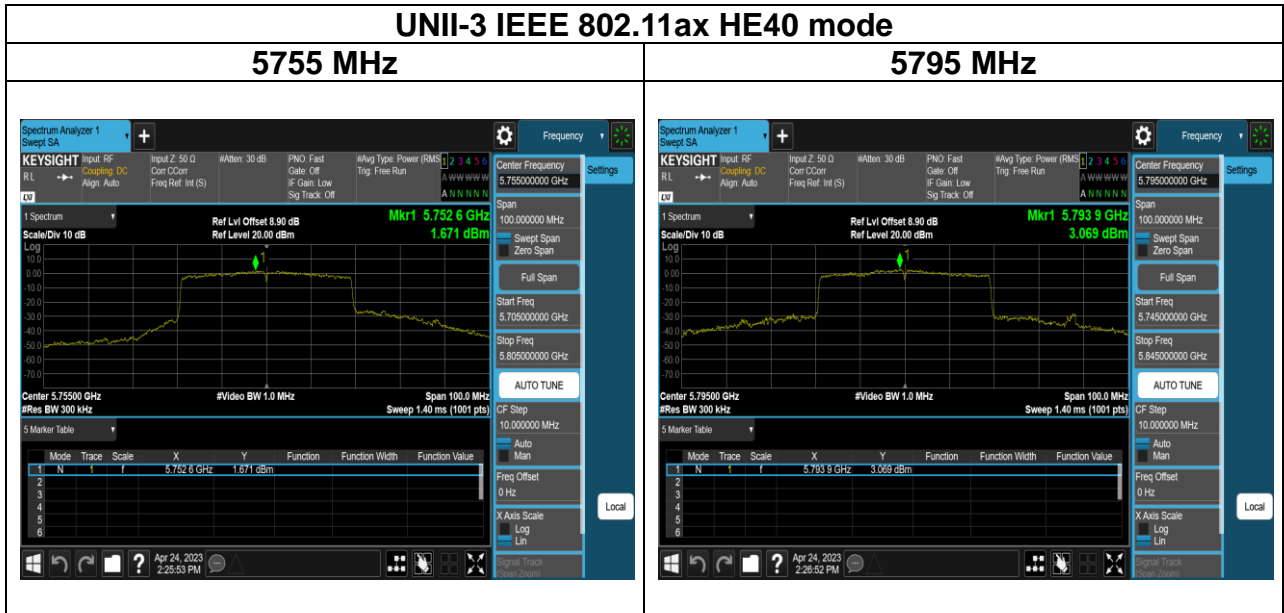 UNII-3 IEEE 802.11ax HE40 mode
5755 MHz
5795 MHz
Spectrum Analyzer 1
Swept SA
+
Frequency
KEYSIGHT
RL
LXI
Input: RF
Coupling: DC
Align: Auto
Input Z: 50 Ω
Corr CCorr
Freq Ref: Int (S)
#Atten: 30 dB
PNO: Fast
Gate: Off
IF Gain: Low
Sig Track: Off
#Avg Type: Power (RMS
Trig: Free Run
1 2 3 4 5 6
A W W W W W
A N N N N N
1 Spectrum
Scale/Div 10 dB
Ref Lvl Offset 8.90 dB
Ref Level 20.00 dBm
Mkr1 5.752 6 GHz
1.671 dBm
Log
10.0
0.00
-10.0
-20.0
-30.0
-40.0
-50.0
-60.0
-70.0
1
Center 5.75500 GHz
#Res BW 300 kHz
#Video BW 1.0 MHz
Span 100.0 MHz
Sweep 1.40 ms (1001 pts)
5 Marker Table
Mode Trace Scale X Y Function Function Width Function Value
1 N 1 f 5.752 6 GHz 1.671 dBm
2
3
4
5
6
Apr 24, 2023
2:25:53 PM
Center Frequency
5.755000000 GHz
Settings
Span
100.000000 MHz
Swept Span
Zero Span
Full Span
Start Freq
5.705000000 GHz
Stop Freq
5.805000000 GHz
AUTO TUNE
CF Step
10.000000 MHz
Auto
Man
Freq Offset
0 Hz
X Axis Scale
Log
Lin
Signal Track
(Span Zoom)
Local
Spectrum Analyzer 1
Swept SA
+
Frequency
KEYSIGHT
RL
LXI
Input: RF
Coupling: DC
Align: Auto
Input Z: 50 Ω
Corr CCorr
Freq Ref: Int (S)
#Atten: 30 dB
PNO: Fast
Gate: Off
IF Gain: Low
Sig Track: Off
#Avg Type: Power (RMS
Trig: Free Run
1 2 3 4 5 6
A W W W W W
A N N N N N
1 Spectrum
Scale/Div 10 dB
Ref Lvl Offset 8.90 dB
Ref Level 20.00 dBm
Mkr1 5.793 9 GHz
3.069 dBm
Log
10.0
0.00
-10.0
-20.0
-30.0
-40.0
-50.0
-60.0
-70.0
1
Center 5.79500 GHz
#Res BW 300 kHz
#Video BW 1.0 MHz
Span 100.0 MHz
Sweep 1.40 ms (1001 pts)
5 Marker Table
Mode Trace Scale X Y Function Function Width Function Value
1 N 1 f 5.793 9 GHz 3.069 dBm
2
3
4
5
6
Apr 24, 2023
2:26:52 PM
Center Frequency
5.795000000 GHz
Settings
Span
100.000000 MHz
Swept Span
Zero Span
Full Span
Start Freq
5.745000000 GHz
Stop Freq
5.845000000 GHz
AUTO TUNE
CF Step
10.000000 MHz
Auto
Man
Freq Offset
0 Hz
X Axis Scale
Log
Lin
Signal Track
(Span Zoom)
Local